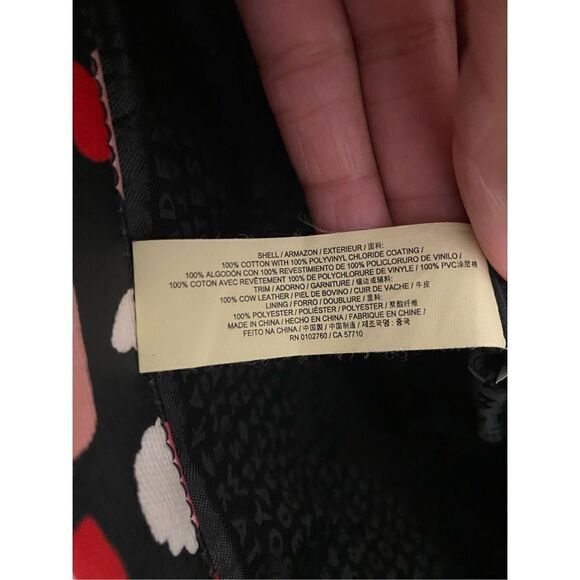 SHELL / ARMAZON / EXTERIEUR / 面料:
100% COTTON WITH 100% POLYVINYL CHLORIDE COATING /
100% ALGODÓN CON 100% REVESTIMIENTO DE 100% POLICLORURO DE VINILO /
100% COTON AVEC REVÊTEMENT 100% DE POLYCHLORURE DE VINYLE / 100% PVC涂层棉
TRIM / ADORNO / GARNITURE / 镶边或辅料:
100% COW LEATHER / PIEL DE BOVINO / CUIR DE VACHE / 牛皮
LINING / FORRO / DOUBLURE / 里料:
100% POLYESTER / POLIÉSTER / POLYESTER / 聚酯纤维
MADE IN CHINA / HECHO EN CHINA / FABRIQUE EN CHINE /
FEITO NA CHINA / 中国製 / 中国制造 / 제조국명 : 중국
RN 0102760 / CA 57710